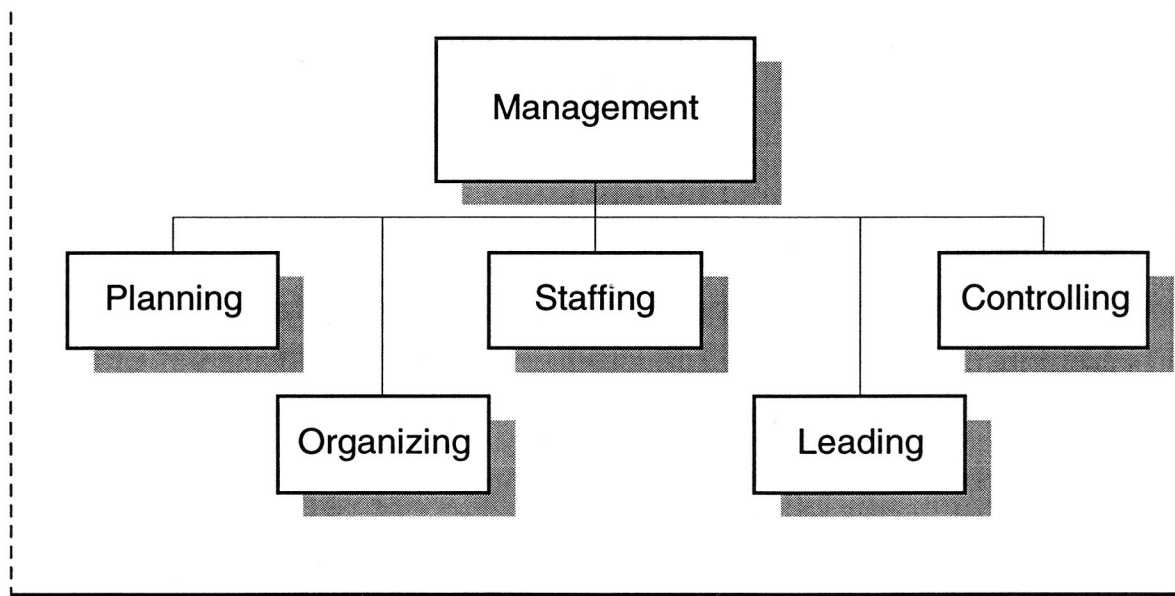 Management
Planning
Staffing
Controlling
Organizing
Leading